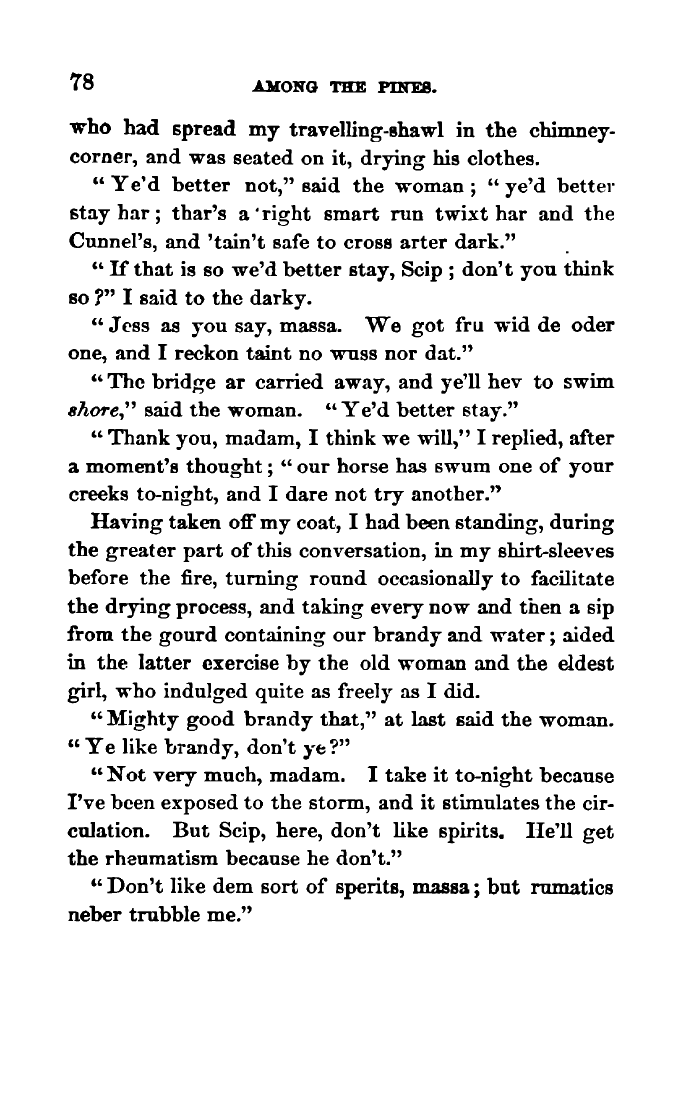 78 AMONG THE PINES.
who had spread my travelling-shawl in the chimney-
corner, and was seated on it, drying his clothes.
“Ye’d better not,” said the woman; “ye’d better
stay har; thar’s a right smart run twixt har and the
Cunnel’s, and ’tain’t safe to cross arter dark.”
“If that is so we’d better stay, Scip; don’t you think
so?” I said to the darky.
“Jess as you say, massa. We got fru wid de oder
one, and I reckon taint no wuss nor dat.”
“The bridge ar carried away, and ye’ll hev to swim
shore,” said the woman. “Ye’d better stay.”
“Thank you, madam, I think we will,” I replied, after
a moment’s thought; “our horse has swum one of your
creeks to-night, and I dare not try another.”
Having taken off my coat, I had been standing, during
the greater part of this conversation, in my shirt-sleeves
before the fire, turning round occasionally to facilitate
the drying process, and taking every now and then a sip
from the gourd containing our brandy and water; aided
in the latter exercise by the old woman and the eldest
girl, who indulged quite as freely as I did.
“Mighty good brandy that,” at last said the woman.
“Ye like brandy, don’t ye?”
“Not very much, madam. I take it to-night because
I’ve been exposed to the storm, and it stimulates the cir-
culation. But Scip, here, don’t like spirits. He’ll get
the rheumatism because he don’t.”
“Don’t like dem sort of sperits, massa; but rumatics
neber trubble me.”